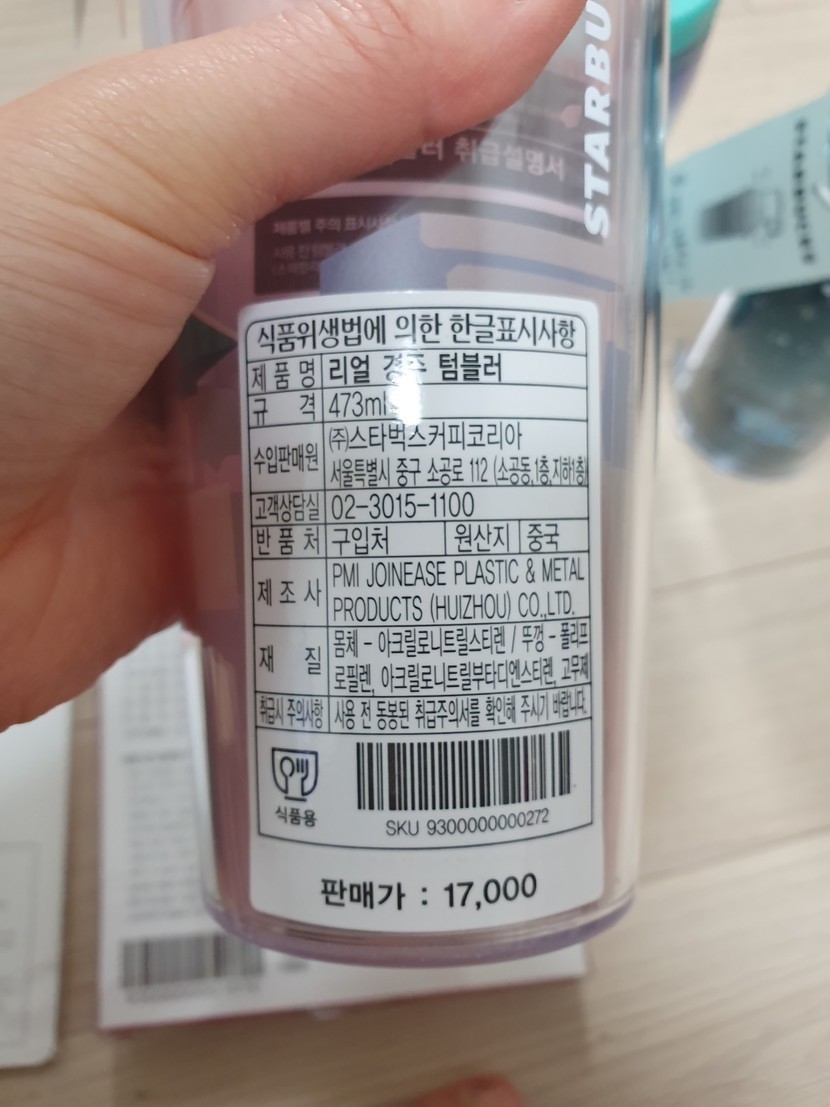 STARBU
러 취급설명서
식품위생법에 의한 한글표시사항
제품명 리얼 경주 텀블러
규격 473ml
수입판매원 (주)스타벅스커피코리아
서울특별시 중구 소공로 112 (소공동,1층,지하1층)
고객상담실 02-3015-1100
반품처 구입처 원산지 중국
제조사 PMI JOINEASE PLASTIC & METAL
PRODUCTS (HUIZHOU) CO.,LTD.
재질 몸체 - 아크릴로니트릴스티렌 / 뚜껑 - 폴리프
로필렌, 아크릴로니트릴부타디엔스티렌, 고무제
취급시 주의사항 사용 전 동봉된 취급주의서를 확인해 주시기 바랍니다.
식품용
SKU 9300000000272
판매가 : 17,000